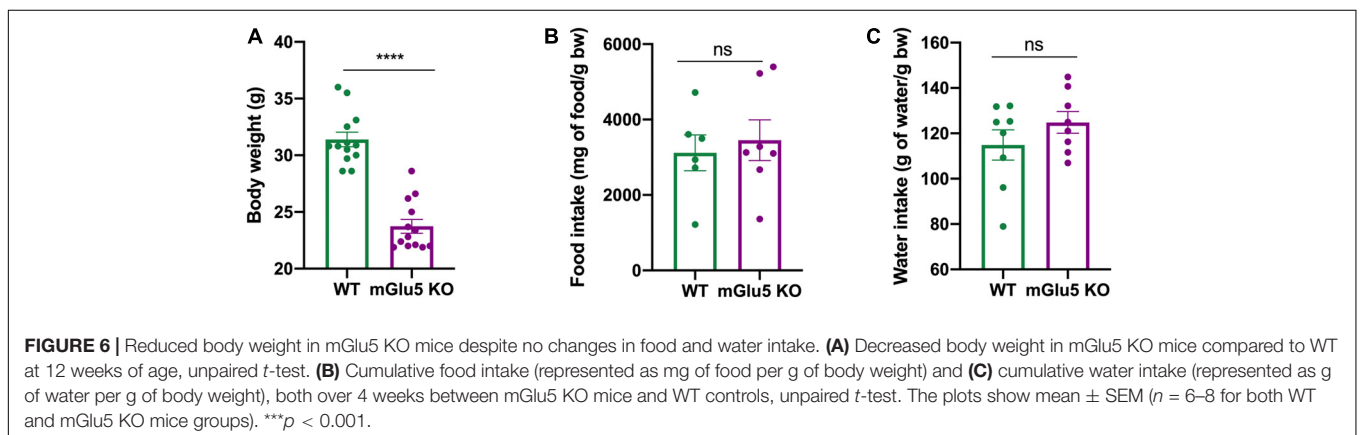 A
Body weight (g)
40
35
30
25
20
****
WT mGlu5 KO
B
Food intake (mg of food/g bw)
6000
4000
2000
0
ns
WT mGlu5 KO
C
Water intake (g of water/g bw)
160
140
120
100
80
60
ns
WT mGlu5 KO
FIGURE 6 | Reduced body weight in mGlu5 KO mice despite no changes in food and water intake. (A) Decreased body weight in mGlu5 KO mice compared to WT
at 12 weeks of age, unpaired t-test. (B) Cumulative food intake (represented as mg of food per g of body weight) and (C) cumulative water intake (represented as g
of water per g of body weight), both over 4 weeks between mGlu5 KO mice and WT controls, unpaired t-test. The plots show mean ± SEM (n = 6–8 for both WT
and mGlu5 KO mice groups). ***p < 0.001.